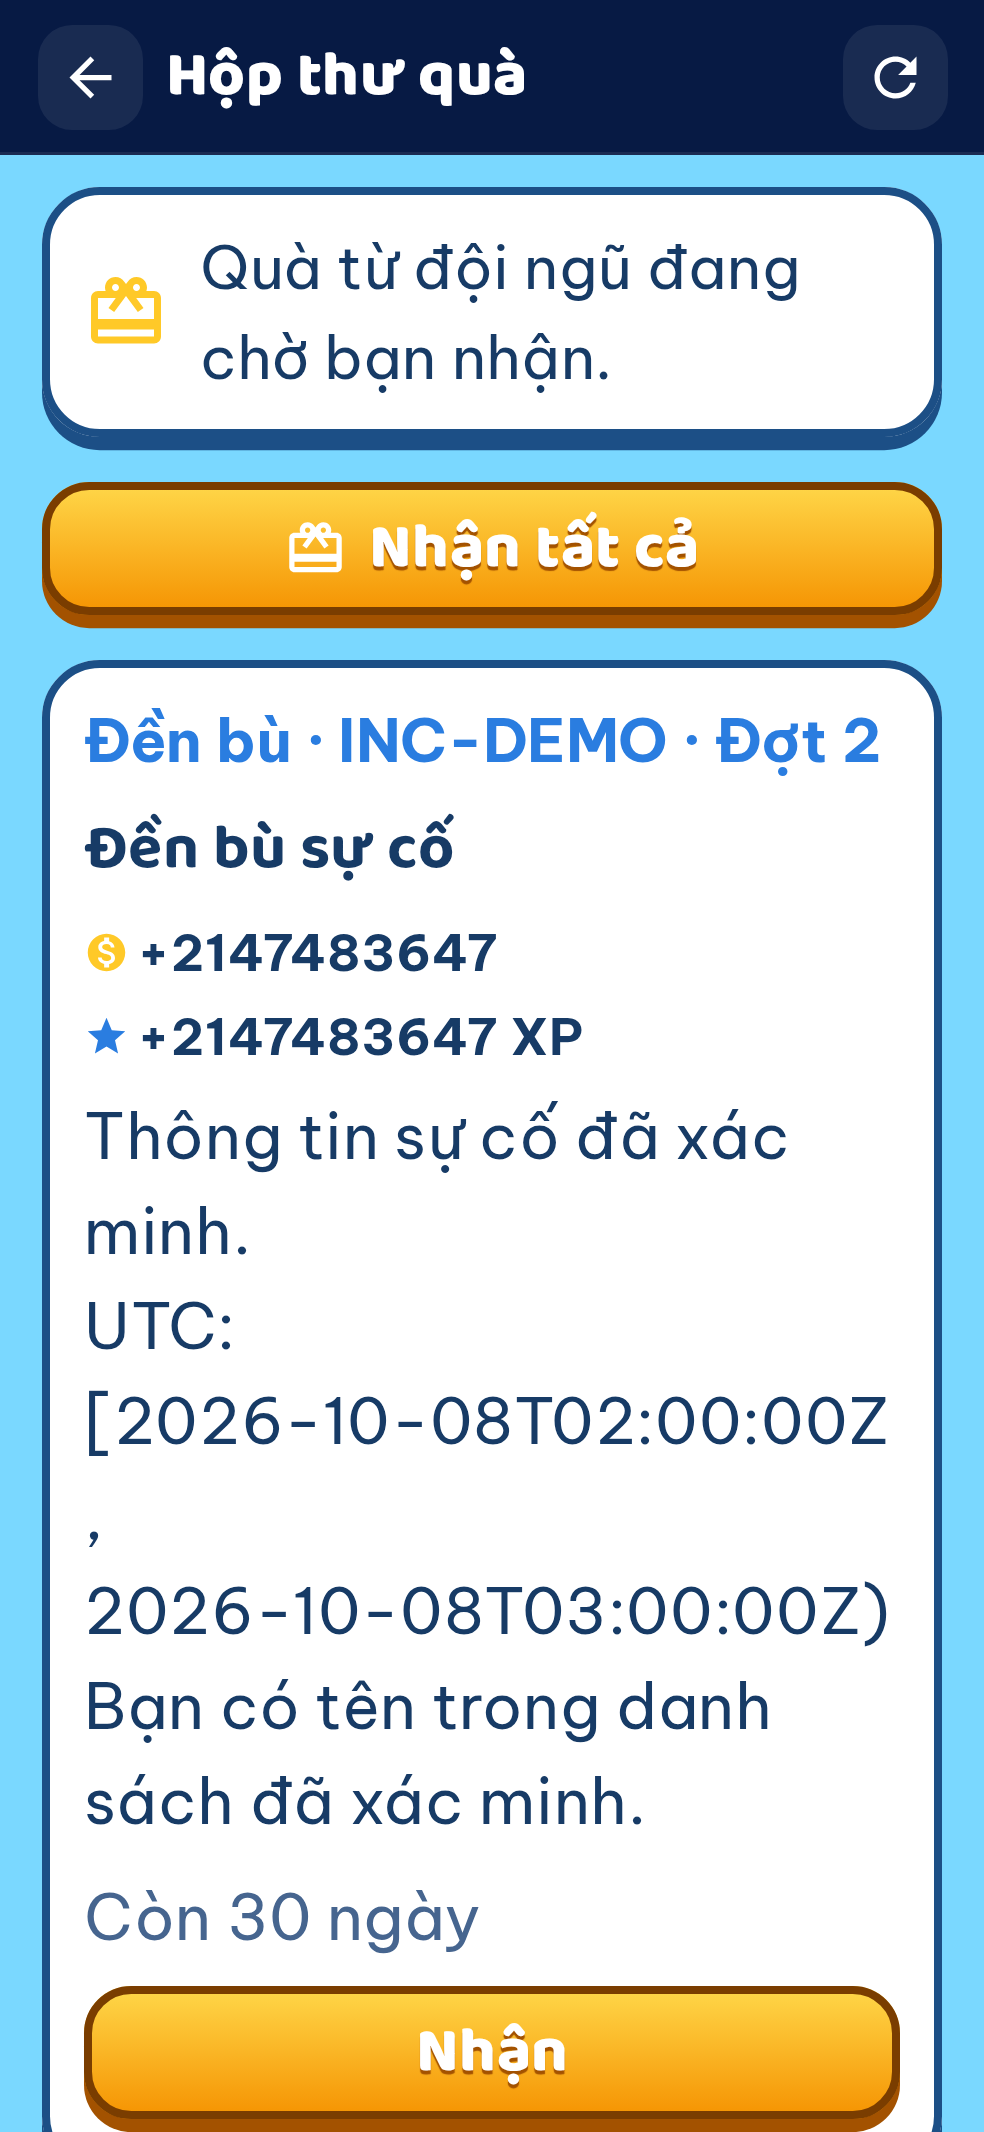 Hộp thư quà
Quà từ đội ngũ đang
chờ bạn nhận.
Nhận tất cả
Đền bù · INC-DEMO · Đợt 2
Đền bù sự cố
+2147483647
+2147483647 XP
Thông tin sự cố đã xác
minh.
UTC:
[2026-10-08T02:00:00Z
,
2026-10-08T03:00:00Z)
Bạn có tên trong danh
sách đã xác minh.
Còn 30 ngày
Nhận